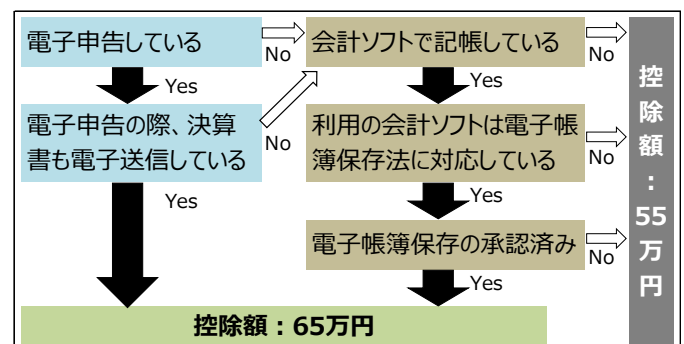 電子申告している
No
会計ソフトで記帳している
No
Yes
Yes
電子申告の際、決算
書も電子送信している
No
利用の会計ソフトは電子帳
簿保存法に対応している
No
Yes
Yes
電子帳簿保存の承認済み
No
Yes
控除額：65万円
控除額：55万円